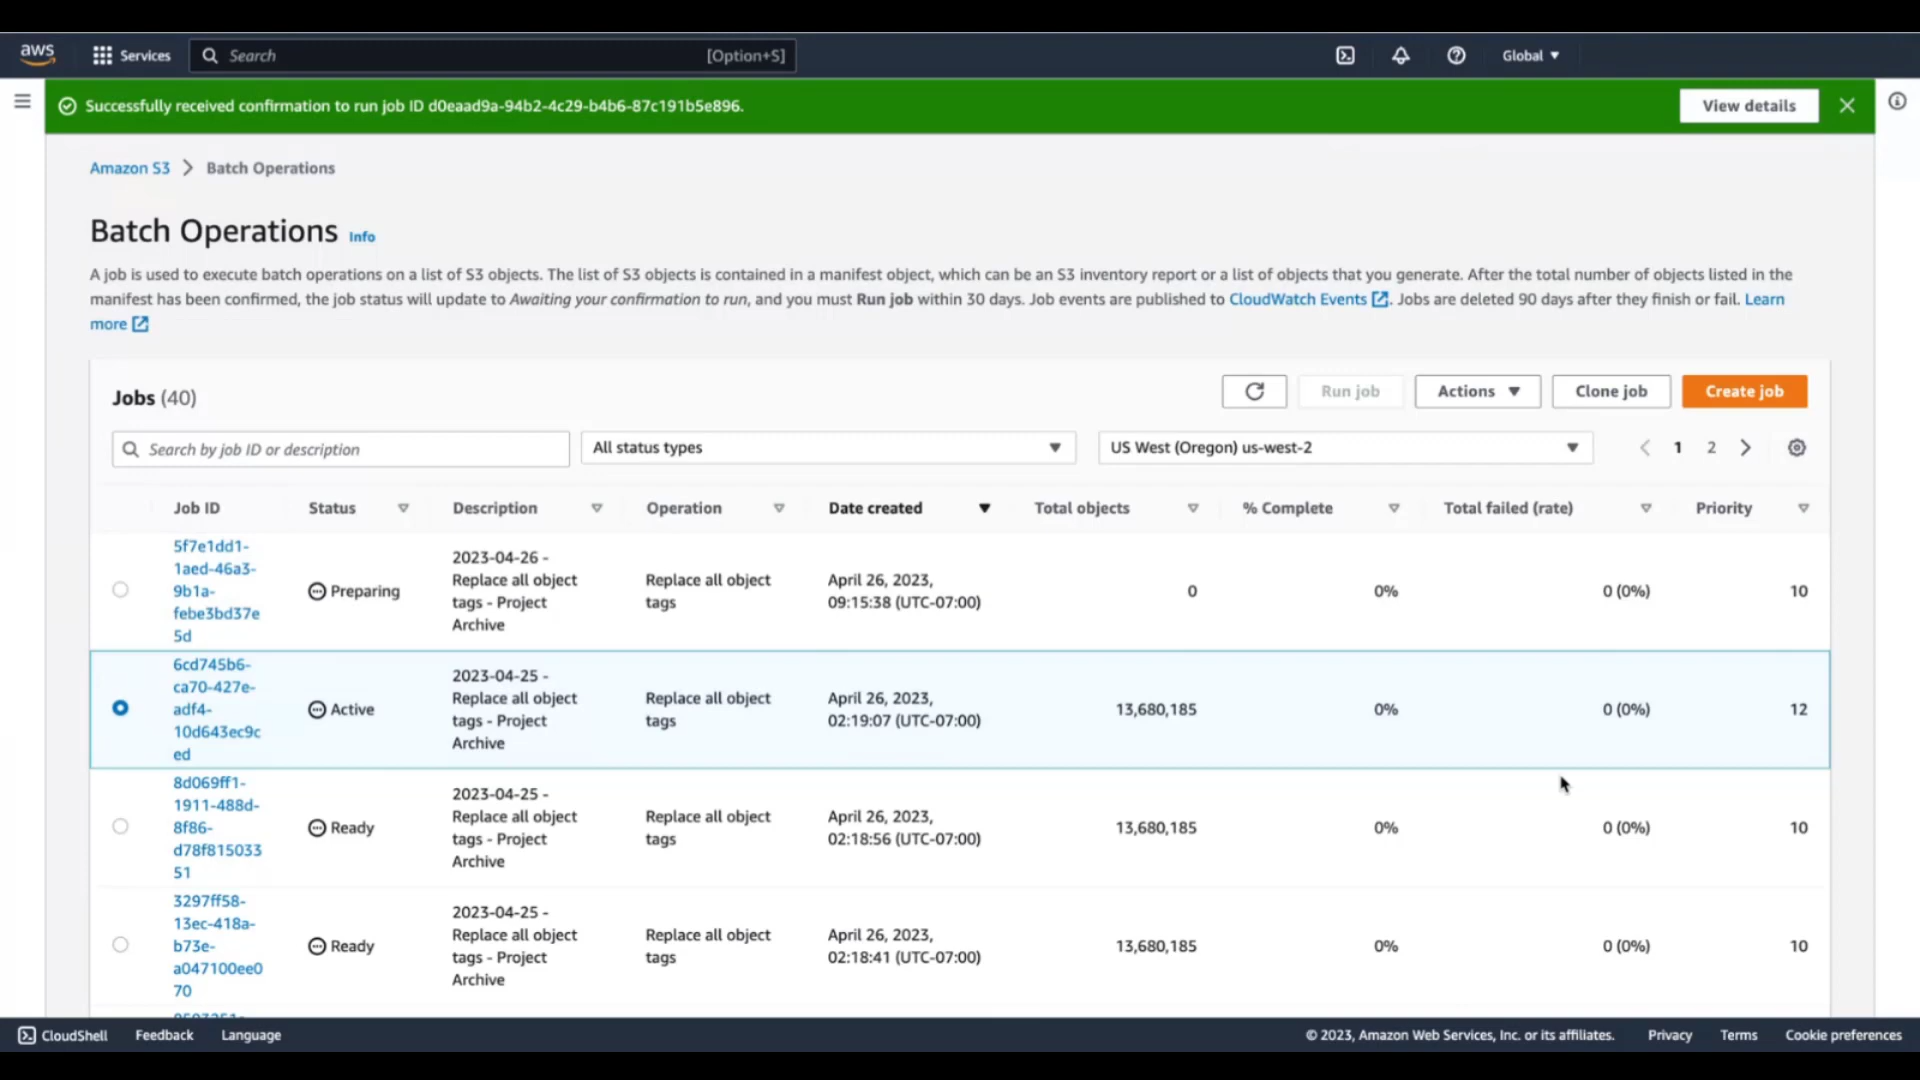 aws Services Search [Option+S] Global
Successfully received confirmation to run job ID d0eaad9a-94b2-4c29-b4b6-87c191b5e896. View details
Amazon S3 Batch Operations
Batch Operations Info
A job is used to execute batch operations on a list of S3 objects. The list of S3 objects is contained in a manifest object, which can be an S3 inventory report or a list of objects that you generate. After the total number of objects listed in the
manifest has been confirmed, the job status will update to Awaiting your confirmation to run, and you must Run job within 30 days. Job events are published to CloudWatch Events. Jobs are deleted 90 days after they finish or fail. Learn
more
Jobs (40) Run job Actions Clone job Create job
Search by job ID or description All status types US West (Oregon) us-west-2 1 2
Job ID Status Description Operation Date created Total objects % Complete Total failed (rate) Priority
5f7e1dd1-
1aed-46a3-
9b1a-
febe3bd37e
5d
Preparing
2023-04-26 -
Replace all object
tags - Project
Archive
Replace all object
tags
April 26, 2023,
09:15:38 (UTC-07:00)
0 0% 0 (0%) 10
6cd745b6-
ca70-427e-
adf4-
10d643ec9c
ed
Active
2023-04-25 -
Replace all object
tags - Project
Archive
Replace all object
tags
April 26, 2023,
02:19:07 (UTC-07:00)
13,680,185 0% 0 (0%) 12
8d069ff1-
1911-488d-
8f86-
d78f815033
51
Ready
2023-04-25 -
Replace all object
tags - Project
Archive
Replace all object
tags
April 26, 2023,
02:18:56 (UTC-07:00)
13,680,185 0% 0 (0%) 10
3297ff58-
13ec-418a-
b73e-
a047100ee0
70
Ready
2023-04-25 -
Replace all object
tags - Project
Archive
Replace all object
tags
April 26, 2023,
02:18:41 (UTC-07:00)
13,680,185 0% 0 (0%) 10
CloudShell Feedback Language © 2023, Amazon Web Services, Inc. or its affiliates. Privacy Terms Cookie preferences